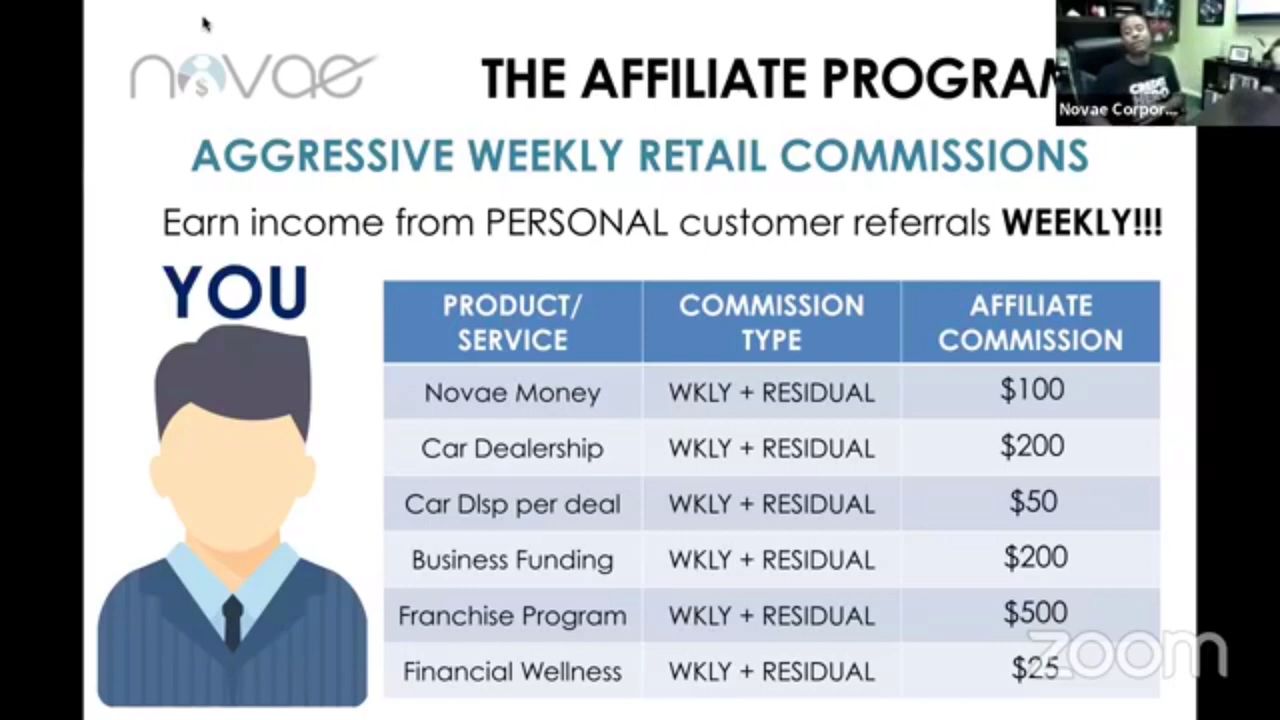 novae
THE AFFILIATE PROGRAM
Novae Corpor...
AGGRESSIVE WEEKLY RETAIL COMMISSIONS
Earn income from PERSONAL customer referrals WEEKLY!!!
YOU
PRODUCT/ SERVICE COMMISSION TYPE AFFILIATE COMMISSION
Novae Money WKLY + RESIDUAL $100
Car Dealership WKLY + RESIDUAL $200
Car Dlsp per deal WKLY + RESIDUAL $50
Business Funding WKLY + RESIDUAL $200
Franchise Program WKLY + RESIDUAL $500
Financial Wellness WKLY + RESIDUAL $25
zoom